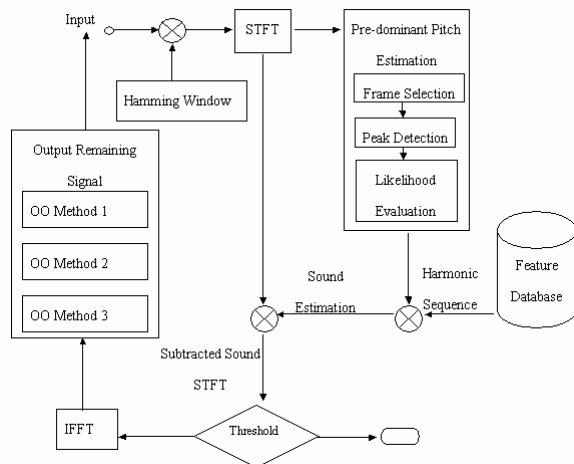 Input
STFT
Pre-dominant Pitch
Estimation
Hamming Window
Frame Selection
Peak Detection
Likelihood
Evaluation
Output Remaining
Signal
OO Method 1
OO Method 2
OO Method 3
Feature
Database
Sound
Estimation
Harmonic
Sequence
Subtracted Sound
STFT
IFFT
Threshold